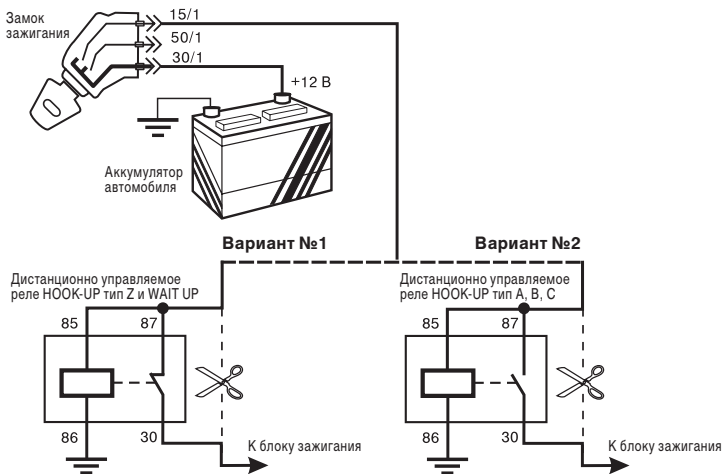 Замок
зажигания
15/1
50/1
30/1
+12 В
Аккумулятор
автомобиля
Вариант №1
Вариант №2
Дистанционно управляемое
реле HOOK-UP тип Z и WAIT UP
85
87
86
30
К блоку зажигания
Дистанционно управляемое
реле HOOK-UP тип A, B, C
85
87
86
30
К блоку зажигания